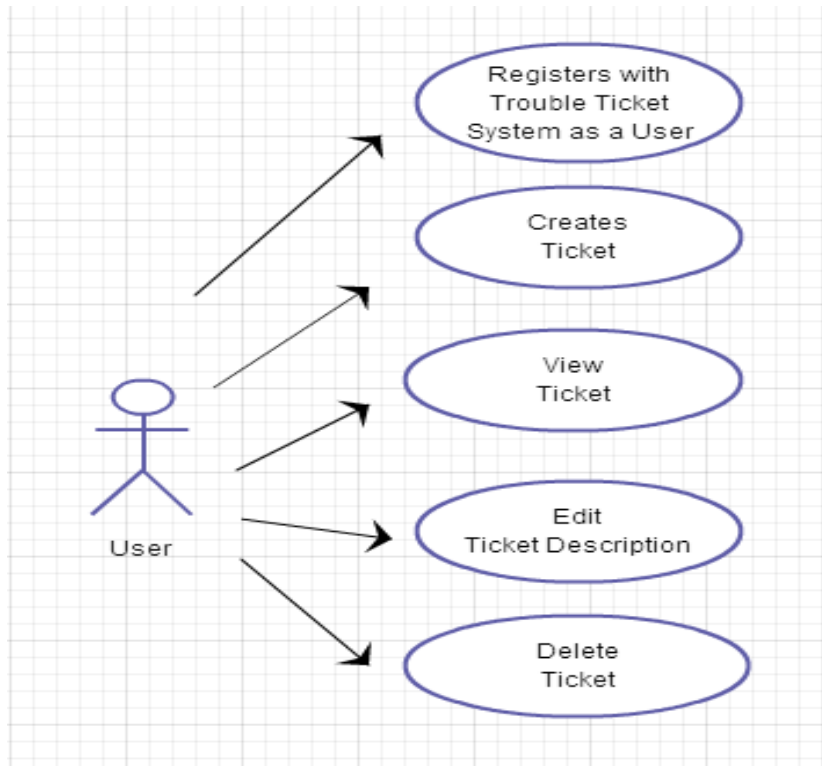 Registers with
Trouble Ticket
System as a User
Creates
Ticket
View
Ticket
Edit
Ticket Description
User
Delete
Ticket